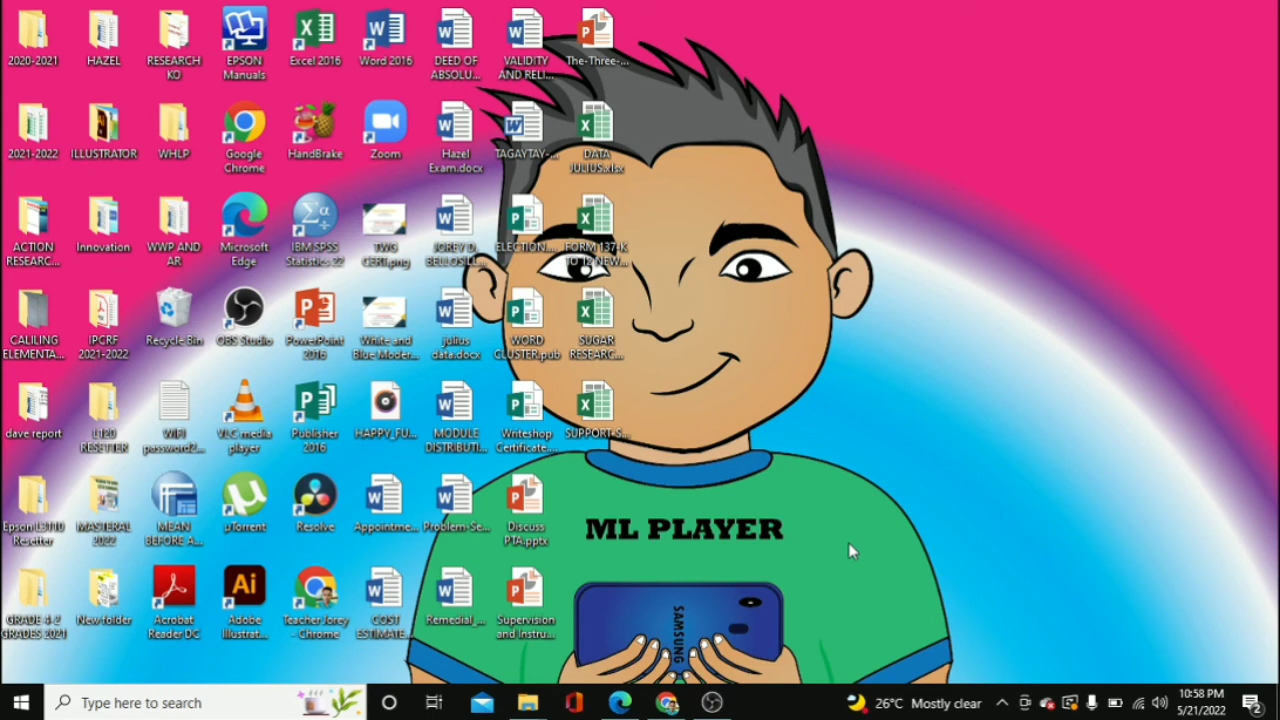 2020-2021
HAZEL
RESEARCH
KO
EPSON
Manuals
Excel 2016
Word 2016
DEED OF
ABSOLU...
VALIDITY
AND RELI...
The-Three-...
2021-2022
ILLUSTRATOR
WHLP
Google
Chrome
HandBrake
Zoom
Hazel
Exam.docx
TAGAYTAY-...
DATA
JULIUS.xlsx
ACTION
RESEARC...
Innovation
WWP AND
AR
Microsoft
Edge
IBM SPSS
Statistics 22
TWG
CERT.png
JOREY D.
BELLOSILL...
ELECTION...
FORM 137-K
TO 12 NEW...
CALILING
ELEMENTA...
IPCRF
2021-2022
Recycle Bin
OBS Studio
PowerPoint
2016
White and
Blue Moder...
julius
data.docx
WORD
CLUSTER.pub
SUGAR
RESEARC...
dave report
L120
RESETTER
WIFI
password2...
VLC media
player
Publisher
2016
HAPPY_FU...
MODULE
DISTRIBUTI...
Writeshop
Certificate...
SUPPORT-S...
Epson L3110
Resetter
MASTERAL
2022
MEAN
BEFORE A...
µTorrent
Resolve
Appointme...
Problem-Se...
Discuss
PTA.pptx
GRADE 4-2
GRADES 2021
New folder
Acrobat
Reader DC
Adobe
Illustrat...
Teacher Jorey
- Chrome
COST
ESTIMATE...
Remedial_...
Supervision
and Instru...
ML PLAYER
SAMSUNG
Type here to search
26°C Mostly clear
10:58 PM
5/21/2022
2